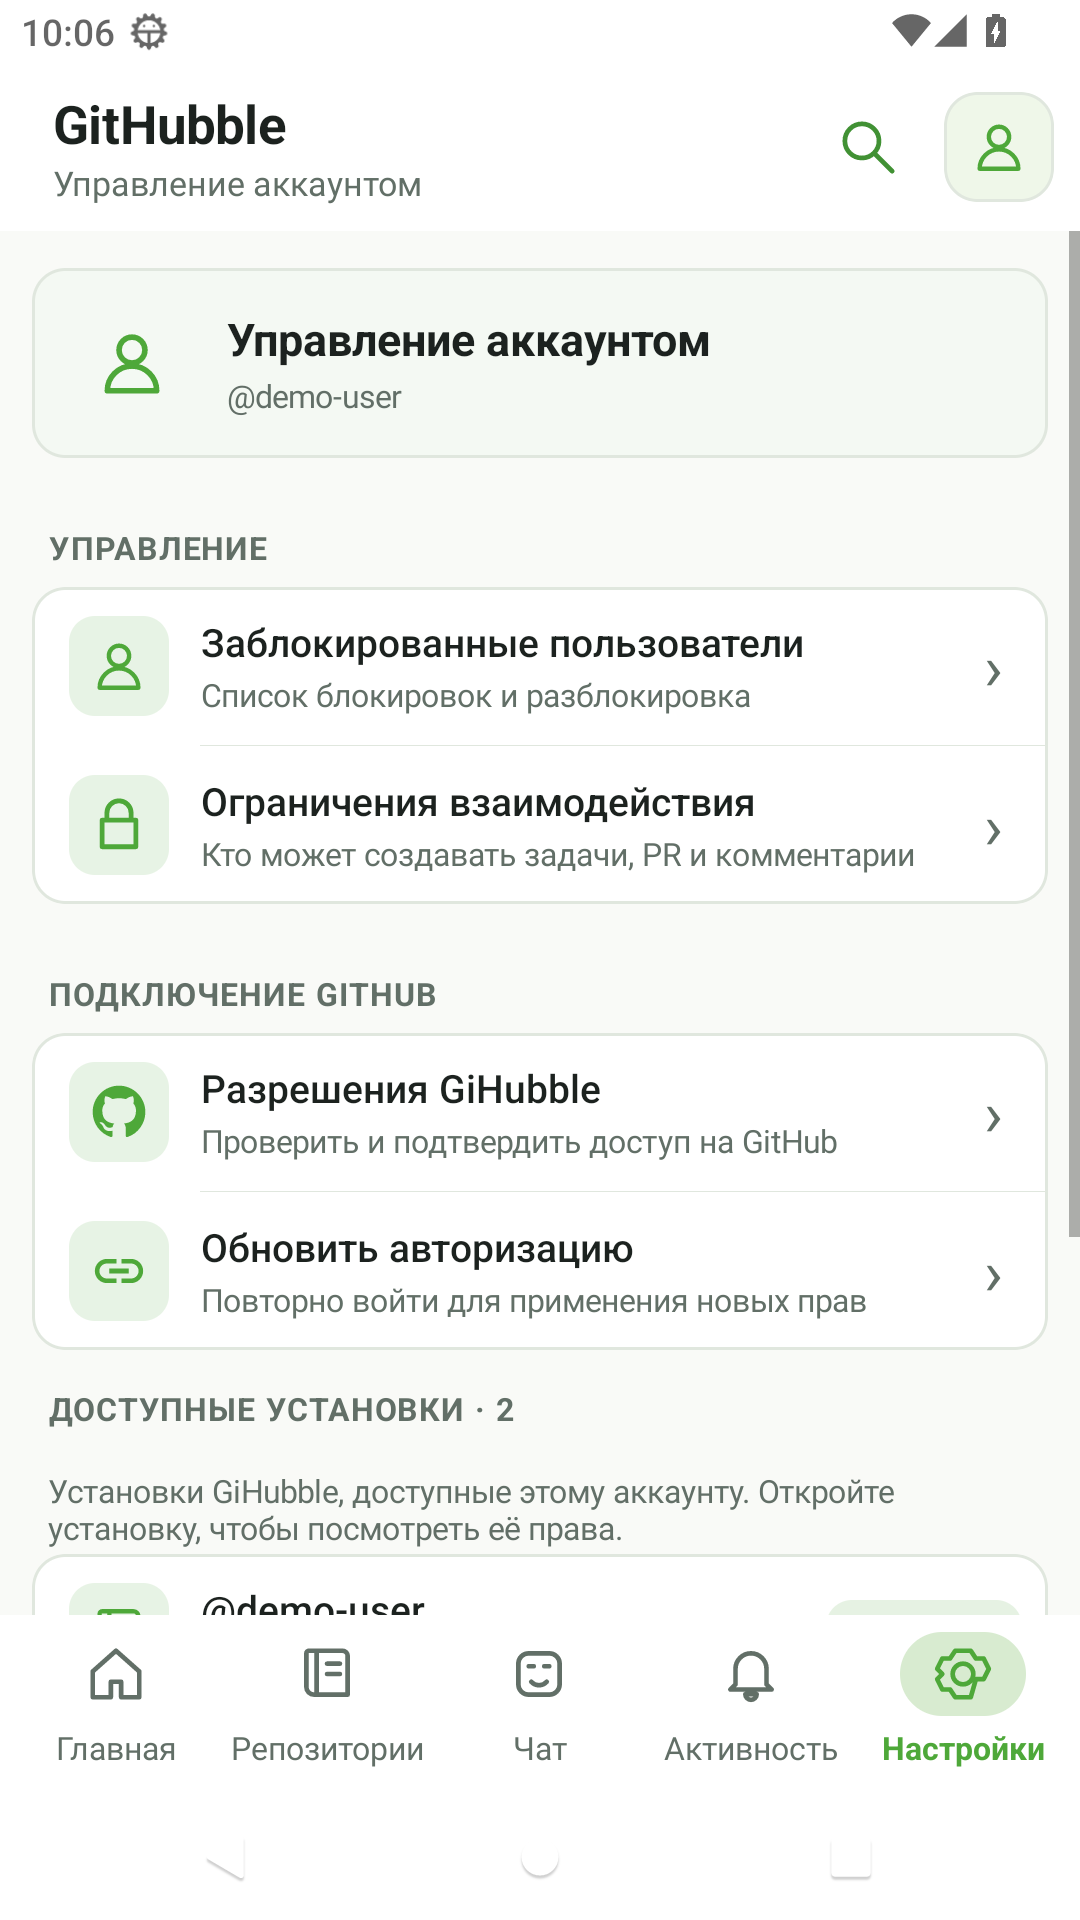 10:06
GitHubble
Управление аккаунтом
Управление аккаунтом
@demo-user
УПРАВЛЕНИЕ
Заблокированные пользователи
Список блокировок и разблокировка
Ограничения взаимодействия
Кто может создавать задачи, PR и комментарии
ПОДКЛЮЧЕНИЕ GITHUB
Разрешения GiHubble
Проверить и подтвердить доступ на GitHub
Обновить авторизацию
Повторно войти для применения новых прав
ДОСТУПНЫЕ УСТАНОВКИ · 2
Установки GiHubble, доступные этому аккаунту. Откройте
установку, чтобы посмотреть её права.
@demo-user
Главная
Репозитории
Чат
Активность
Настройки